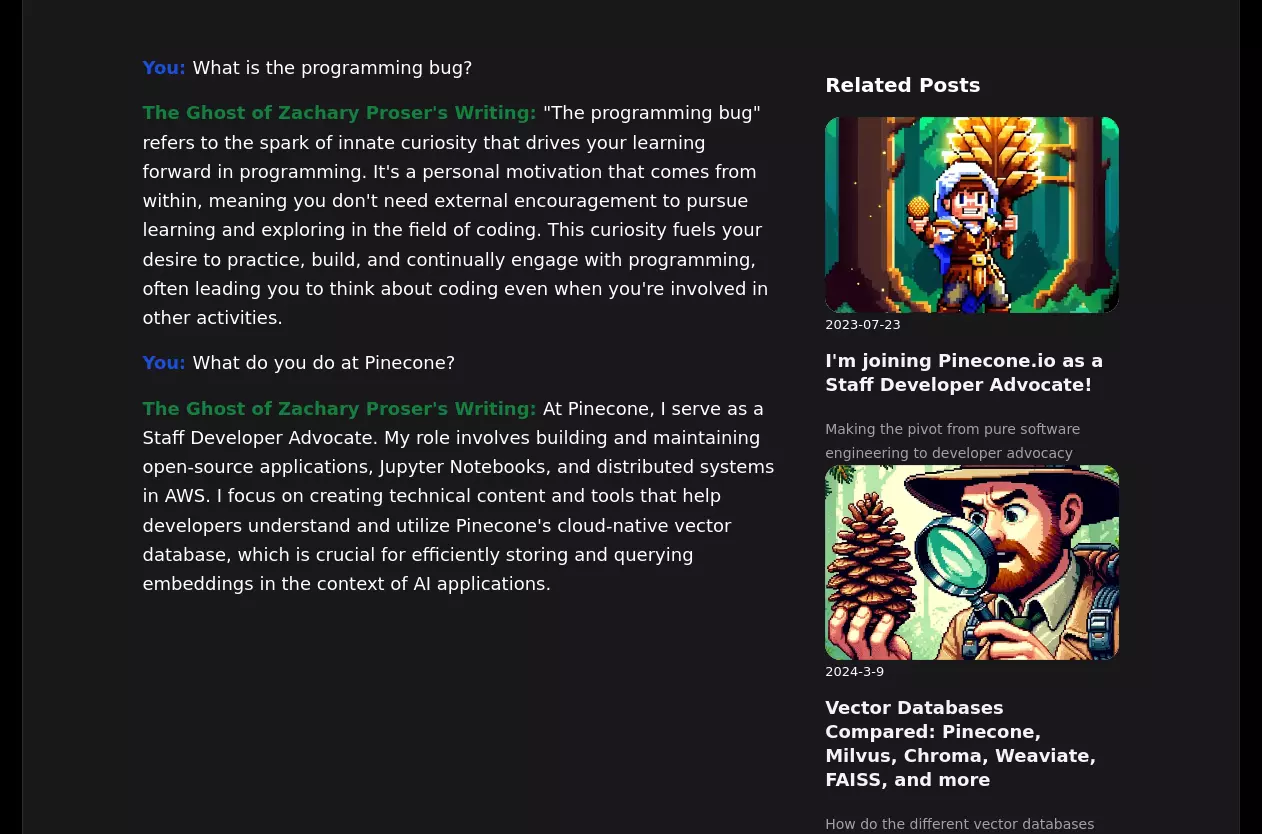 You: What is the programming bug?
The Ghost of Zachary Proser's Writing: "The programming bug"
refers to the spark of innate curiosity that drives your learning
forward in programming. It's a personal motivation that comes from
within, meaning you don't need external encouragement to pursue
learning and exploring in the field of coding. This curiosity fuels your
desire to practice, build, and continually engage with programming,
often leading you to think about coding even when you're involved in
other activities.
You: What do you do at Pinecone?
The Ghost of Zachary Proser's Writing: At Pinecone, I serve as a
Staff Developer Advocate. My role involves building and maintaining
open-source applications, Jupyter Notebooks, and distributed systems
in AWS. I focus on creating technical content and tools that help
developers understand and utilize Pinecone's cloud-native vector
database, which is crucial for efficiently storing and querying
embeddings in the context of AI applications.
Related Posts
2023-07-23
I'm joining Pinecone.io as a
Staff Developer Advocate!
Making the pivot from pure software
engineering to developer advocacy
2024-3-9
Vector Databases
Compared: Pinecone,
Milvus, Chroma, Weaviate,
FAISS, and more
How do the different vector databases